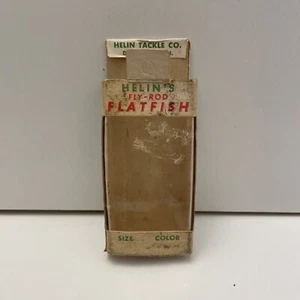 HELIN TACKLE CO.
HELIN'S
FLY-ROD
FLATFISH
SIZE COLOR